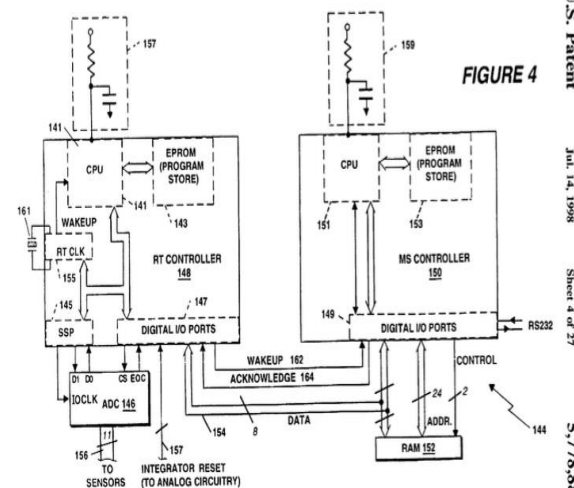 U.S. Patent
Jul. 14, 1998
Sheet 4 of 27
FIGURE 4
157
159
141
CPU
141
EPROM
(PROGRAM
STORE)
143
WAKEUP
161
RT CLK
155
RT CONTROLLER
148
145
147
SSP
DIGITAL I/O PORTS
D1 D0
CS EOC
IOCLK
ADC 146
11
156
TO
SENSORS
157
INTEGRATOR RESET
(TO ANALOG CIRCUITRY)
CPU
151
EPROM
(PROGRAM
STORE)
153
MS CONTROLLER
150
149
DIGITAL I/O PORTS
RS232
WAKEUP 162
ACKNOWLEDGE 164
154
8
DATA
24
ADDR.
CONTROL
2
RAM 152
144